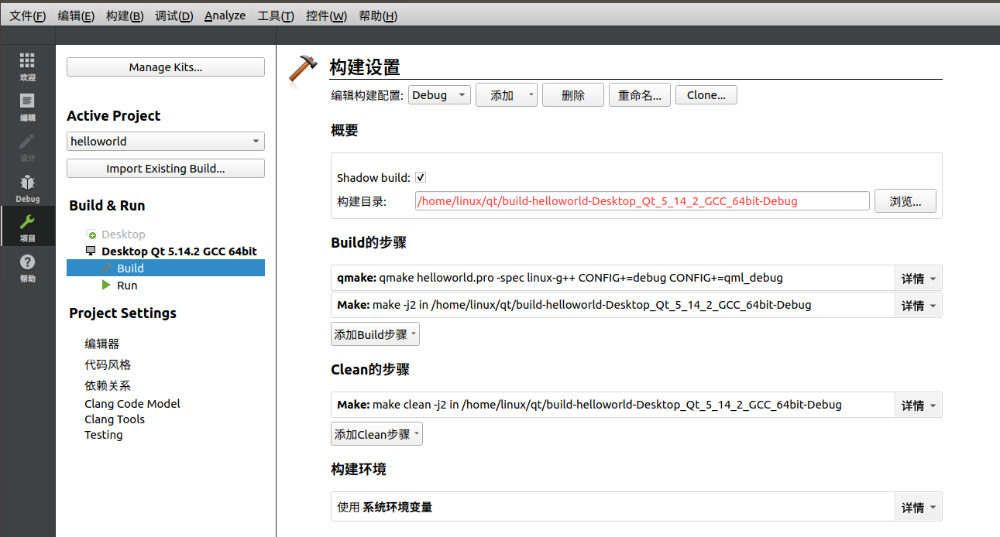 文件(F) 编辑(E) 构建(B) 调试(D) Analyze 工具(T) 控件(W) 帮助(H)
欢迎
编辑
设计
Debug
项目
帮助
Manage Kits...
Active Project
helloworld
Import Existing Build...
Build & Run
Desktop
Desktop Qt 5.14.2 GCC 64bit
Build
Run
Project Settings
编辑器
代码风格
依赖关系
Clang Code Model
Clang Tools
Testing
构建设置
编辑构建配置: Debug 添加 删除 重命名... Clone...
概要
Shadow build:
构建目录: /home/linux/qt/build-helloworld-Desktop_Qt_5_14_2_GCC_64bit-Debug 浏览...
Build的步骤
qmake: qmake helloworld.pro -spec linux-g++ CONFIG+=debug CONFIG+=qml_debug 详情
Make: make -j2 in /home/linux/qt/build-helloworld-Desktop_Qt_5_14_2_GCC_64bit-Debug 详情
添加Build步骤
Clean的步骤
Make: make clean -j2 in /home/linux/qt/build-helloworld-Desktop_Qt_5_14_2_GCC_64bit-Debug 详情
添加Clean步骤
构建环境
使用 系统环境变量 详情